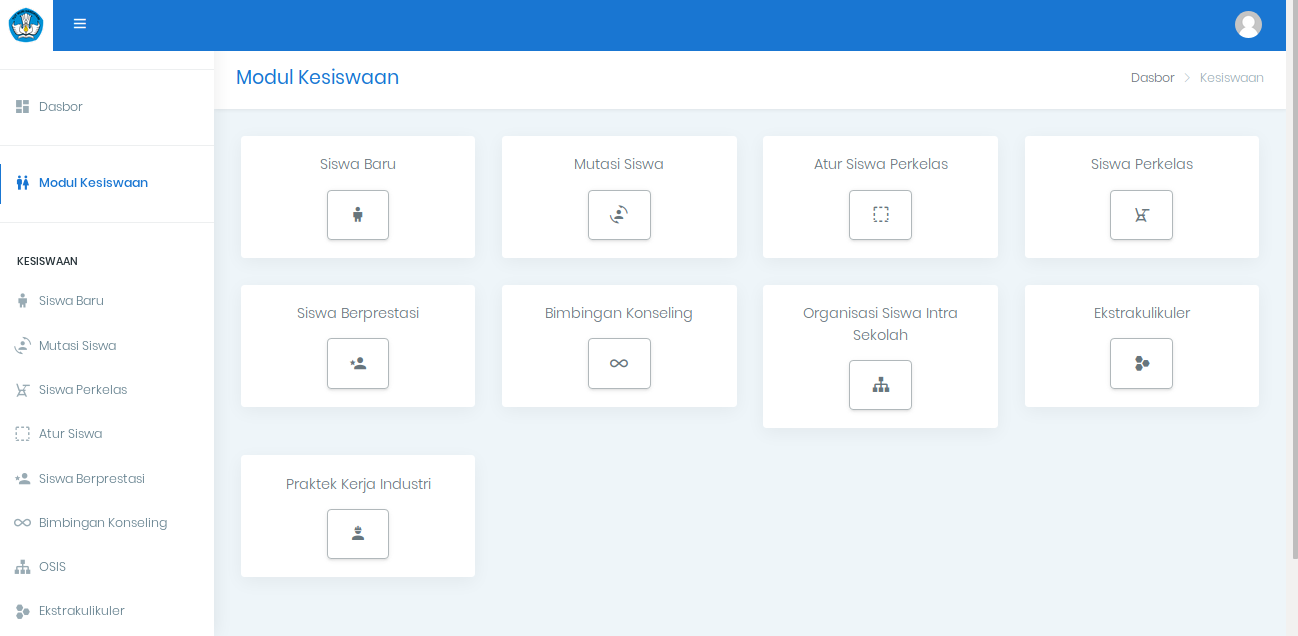 Modul Kesiswaan
Dasbor
Kesiswaan
Dasbor
Modul Kesiswaan
KESISWAAN
Siswa Baru
Mutasi Siswa
Siswa Perkelas
Atur Siswa
Siswa Berprestasi
Bimbingan Konseling
OSIS
Ekstrakulikuler
Siswa Baru
Mutasi Siswa
Atur Siswa Perkelas
Siswa Perkelas
Siswa Berprestasi
Bimbingan Konseling
Organisasi Siswa Intra
Sekolah
Ekstrakulikuler
Praktek Kerja Industri